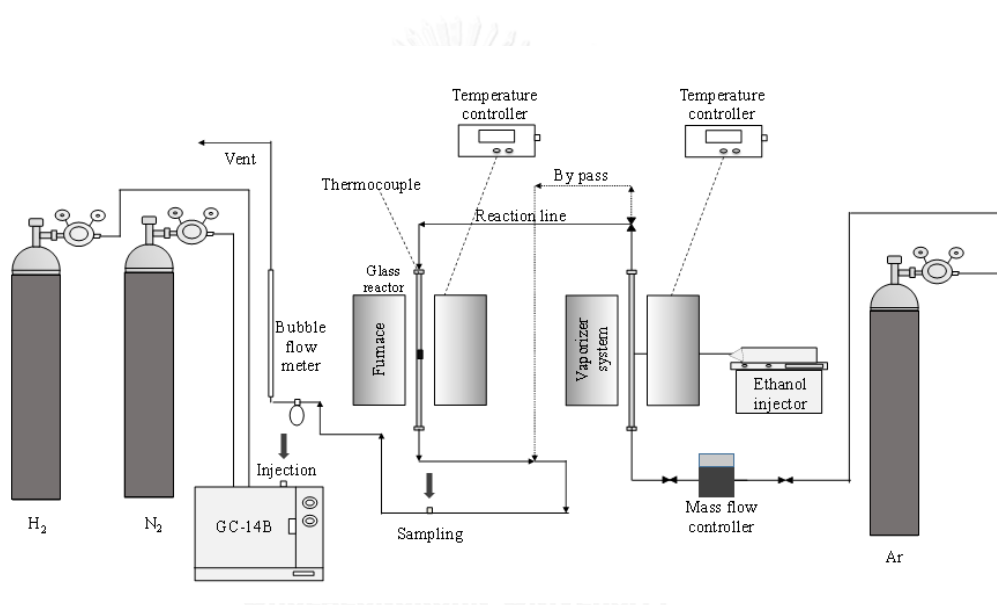 Temperature
controller
Temperature
controller
Vent
Thermocouple
By pass
Reaction line
Glass
reactor
Furnace
Bubble
flow
meter
Vaporizer
system
Ethanol
injector
Injection
GC-14B
Sampling
Mass flow
controller
H2
N2
Ar